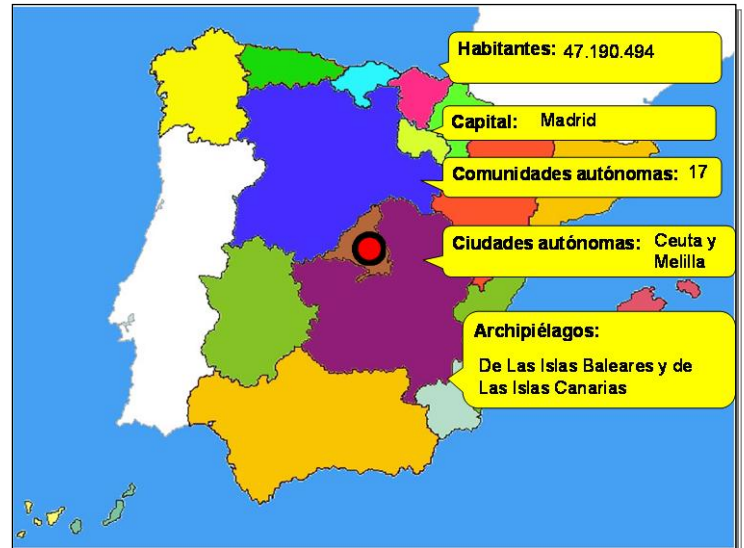 Habitantes: 47.190.494
Capital: Madrid
Comunidades autónomas: 17
Ciudades autónomas: Ceuta y
Melilla
Archipiélagos:
De Las Islas Baleares y de
Las Islas Canarias